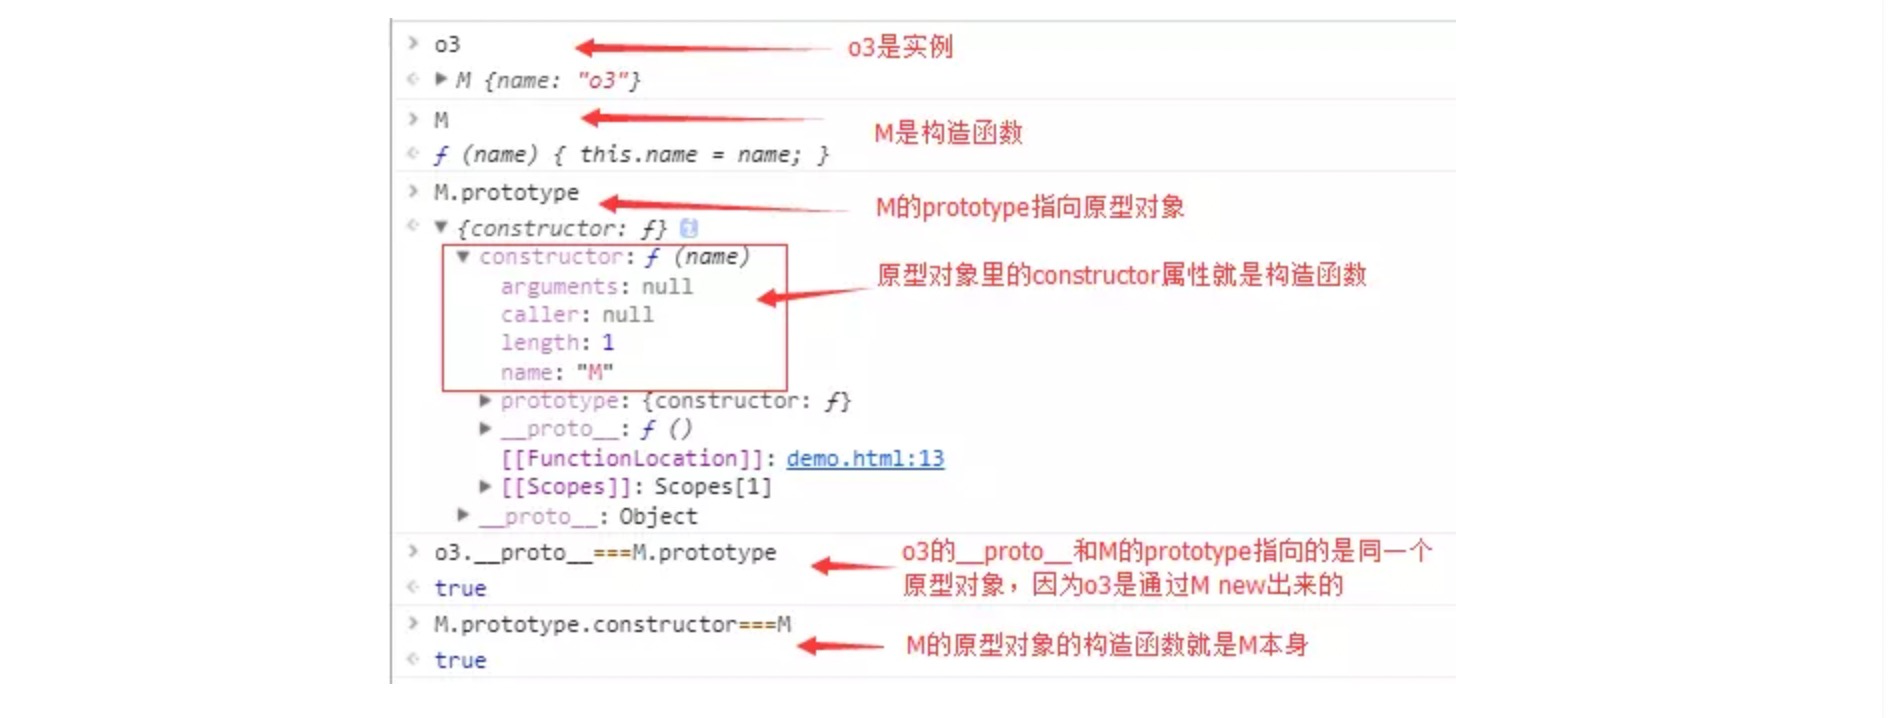 o3
o3是实例
M {name: "o3"}
M
M是构造函数
ƒ (name) { this.name = name; }
M.prototype
M的prototype指向原型对象
{constructor: ƒ}
constructor: ƒ (name)
原型对象里的constructor属性就是构造函数
arguments: null
caller: null
length: 1
name: "M"
prototype: {constructor: ƒ}
__proto__: ƒ ()
[[FunctionLocation]]: demo.html:13
[[Scopes]]: Scopes[1]
__proto__: Object
o3.__proto__===M.prototype
o3的__proto__和M的prototype指向的是同一个
原型对象，因为o3是通过M new出来的
true
M.prototype.constructor===M
M的原型对象的构造函数就是M本身
true